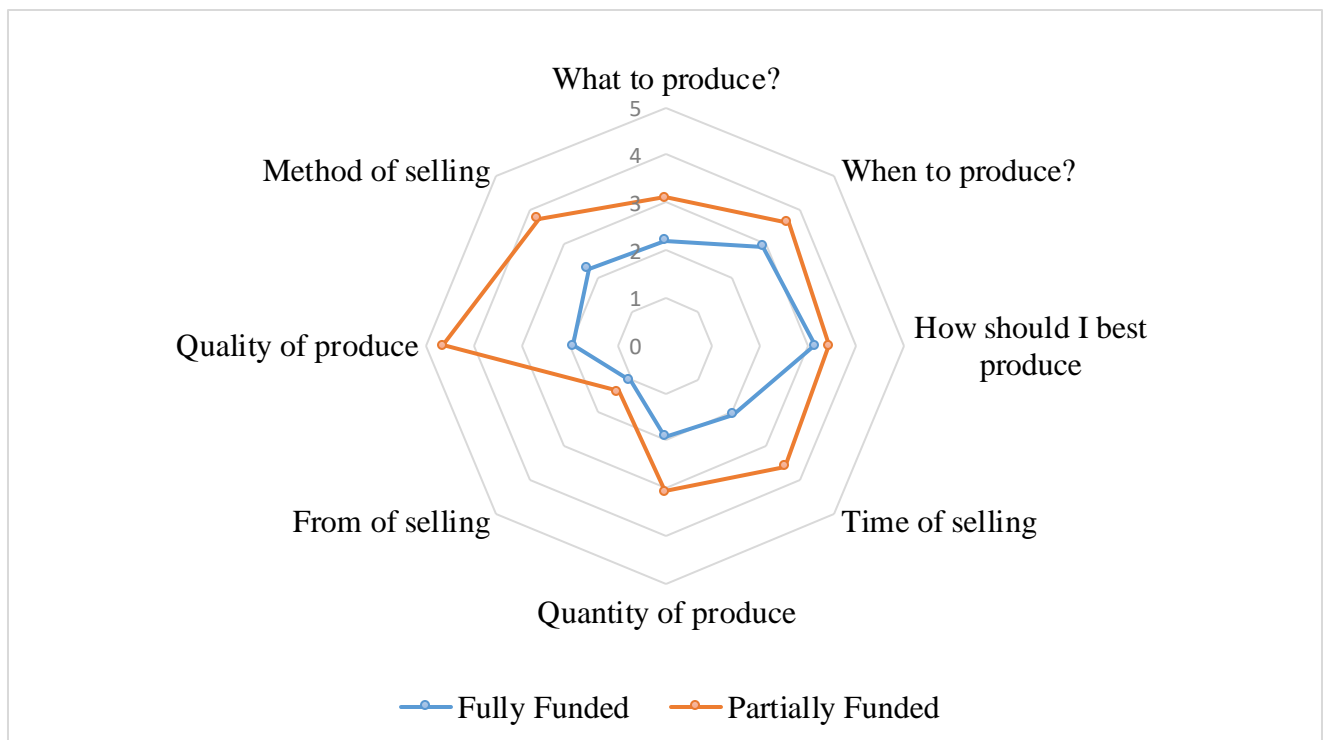 What to produce?
5
4
3
2
1
0
Method of selling
When to produce?
Quality of produce
How should I best
produce
From of selling
Time of selling
Quantity of produce
Fully Funded
Partially Funded